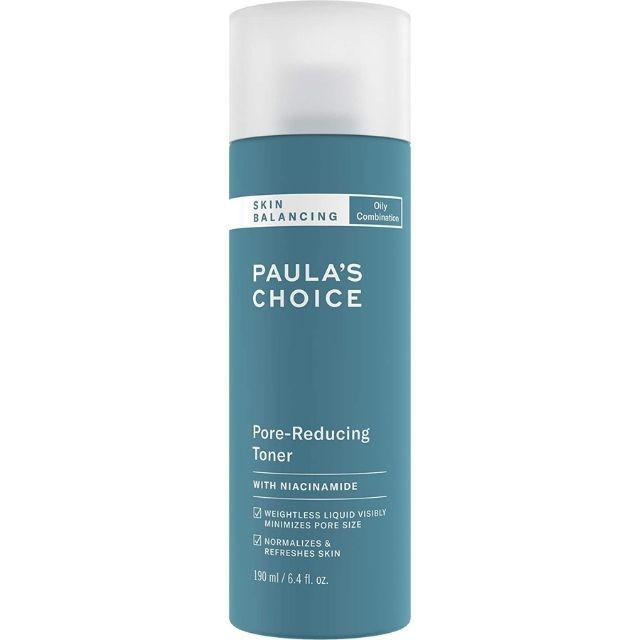 SKIN
BALANCING
Oily
Combination
PAULA'S
CHOICE
Pore-Reducing
Toner
WITH NIACINAMIDE
WEIGHTLESS LIQUID VISIBLY
MINIMIZES PORE SIZE
NORMALIZES &
REFRESHES SKIN
190 ml / 6.4 fl. oz.